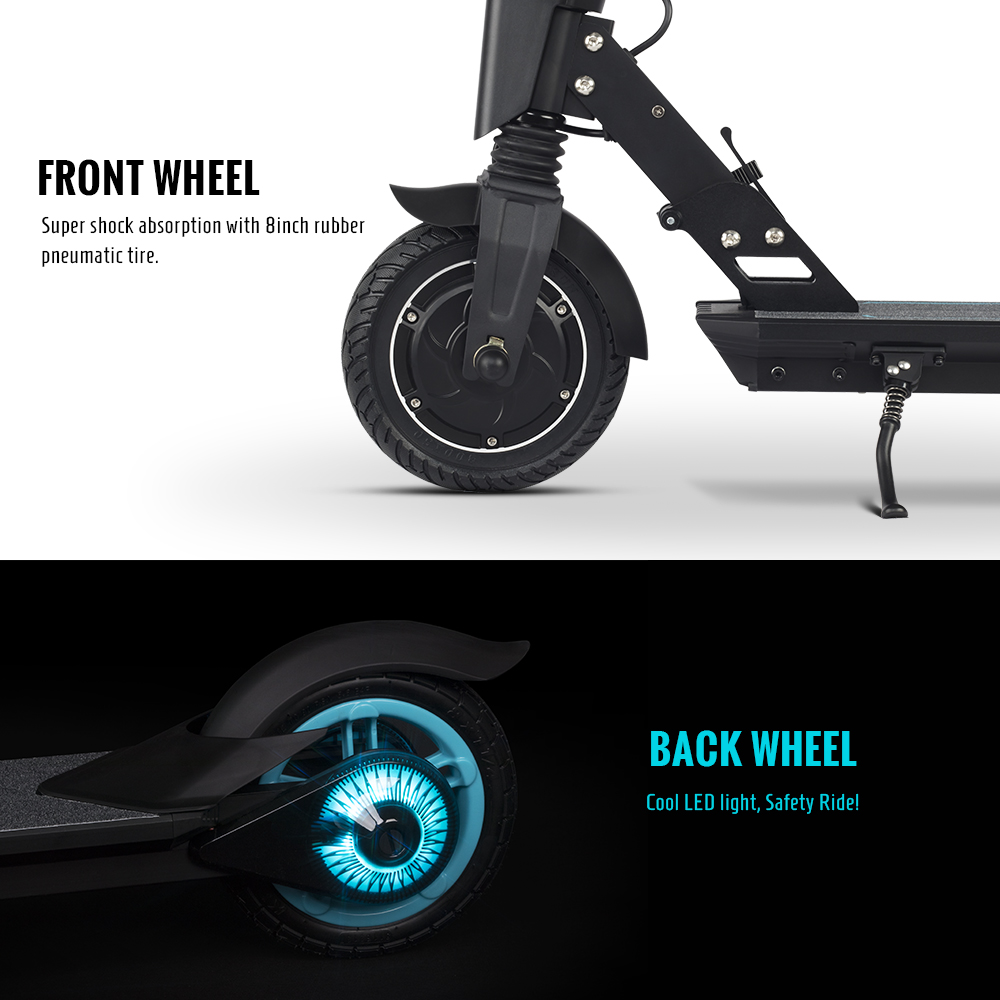 FRONT WHEEL
Super shock absorption with 8inch rubber
pneumatic tire.
BACK WHEEL
Cool LED light, Safety Ride!